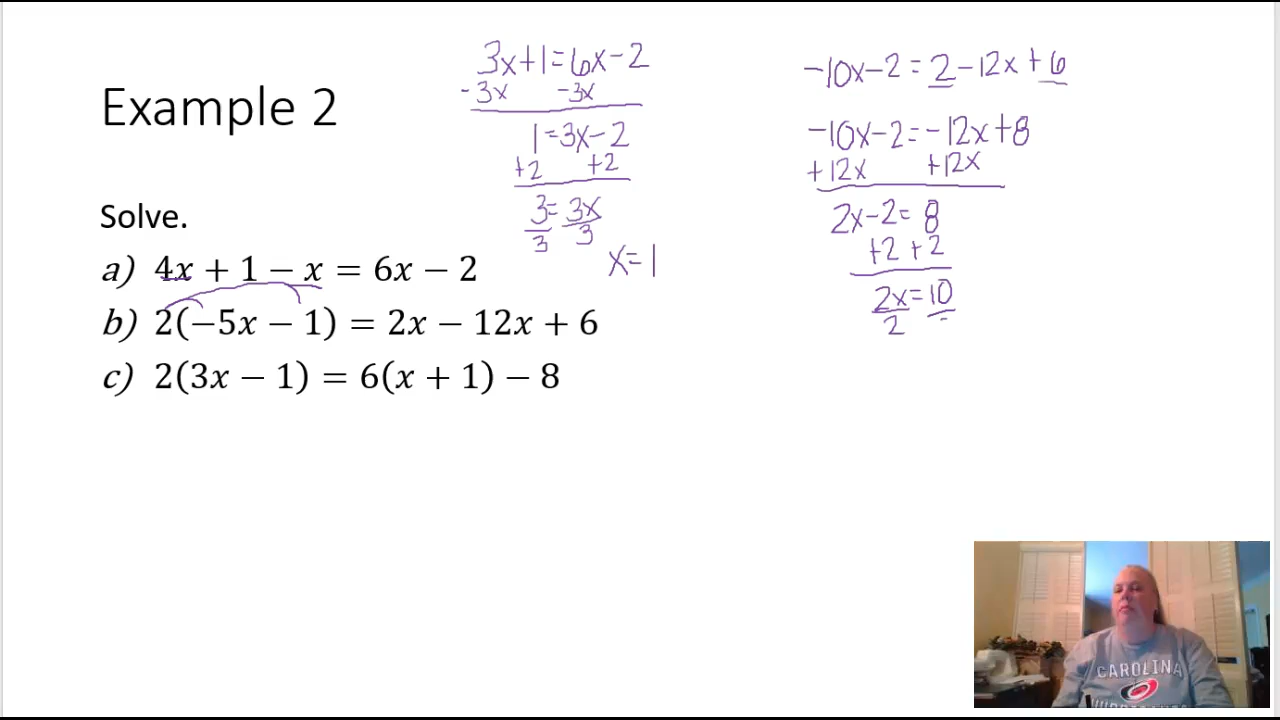 Example 2
Solve.
a) 4x + 1 − x = 6x − 2
b) 2(−5x − 1) = 2x − 12x + 6
c) 2(3x − 1) = 6(x + 1) − 8
3x+1=6x−2
-3x -3x
1=3x−2
+2 +2
3=3x
3 3
x=1
−10x−2=2−12x+6
−10x−2=−12x+8
+12x +12x
2x−2=8
+2 +2
2x=10
2
CAROLINA